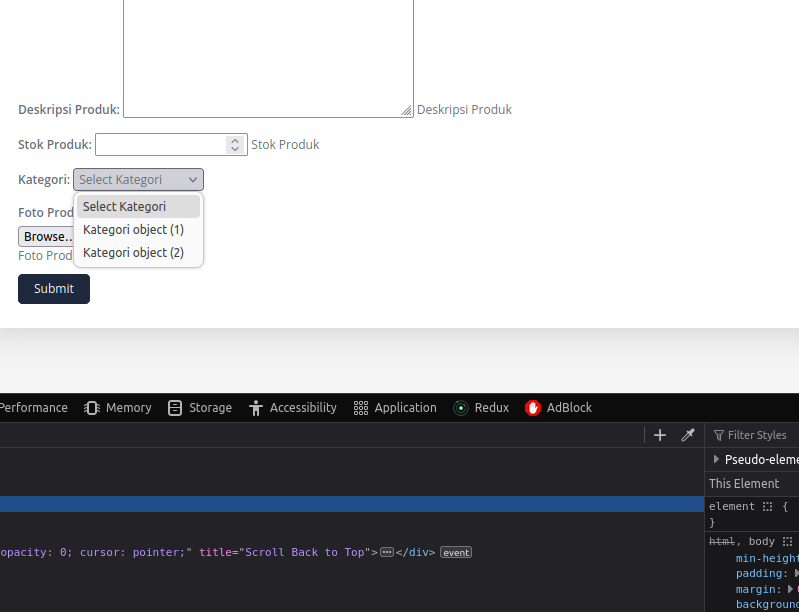 Deskripsi Produk: Deskripsi Produk
Stok Produk: Stok Produk
Kategori: Select Kategori
Select Kategori
Foto Prod
Kategori object (1)
Browse..
Kategori object (2)
Foto Prod
Submit
Performance Memory Storage Accessibility Application Redux AdBlock
+ Filter Styles
Pseudo-eleme
This Element
element {
}
html, body
min-height
padding:
margin: 0
background
opacity: 0; cursor: pointer;" title="Scroll Back to Top">…</div> event